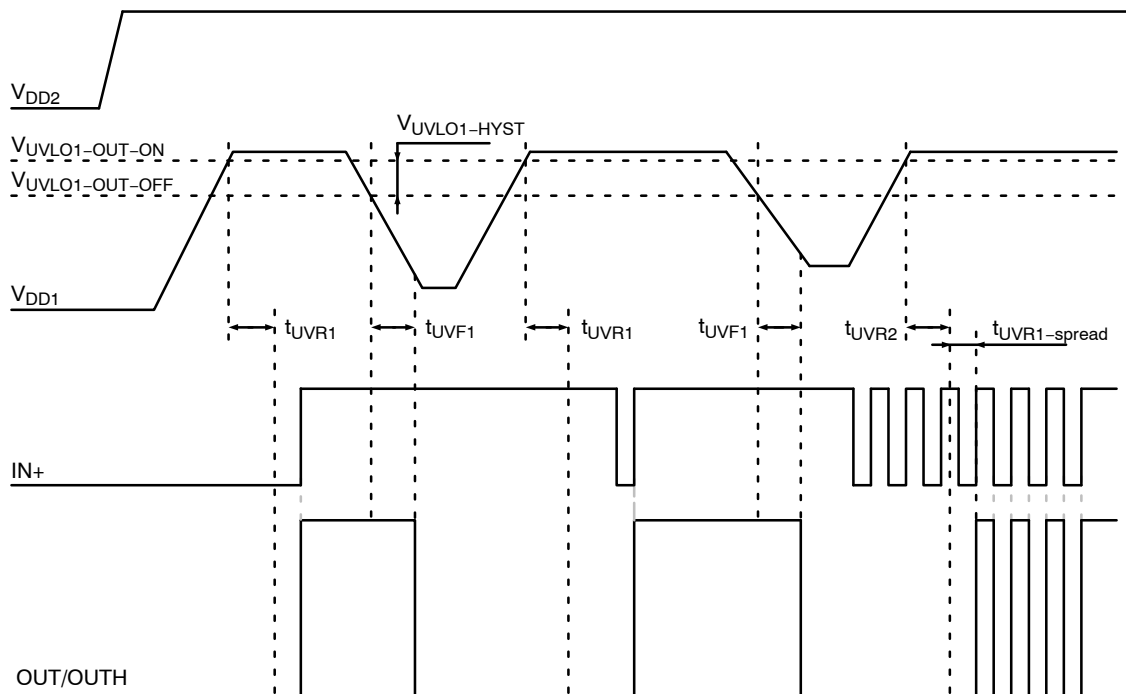 VDD2
VUVLO1−HYST
VUVLO1−OUT−ON
VUVLO1−OUT−OFF
VDD1
tUVR1
tUVF1
tUVR1
tUVF1
tUVR2
tUVR1−spread
IN+
OUT/OUTH